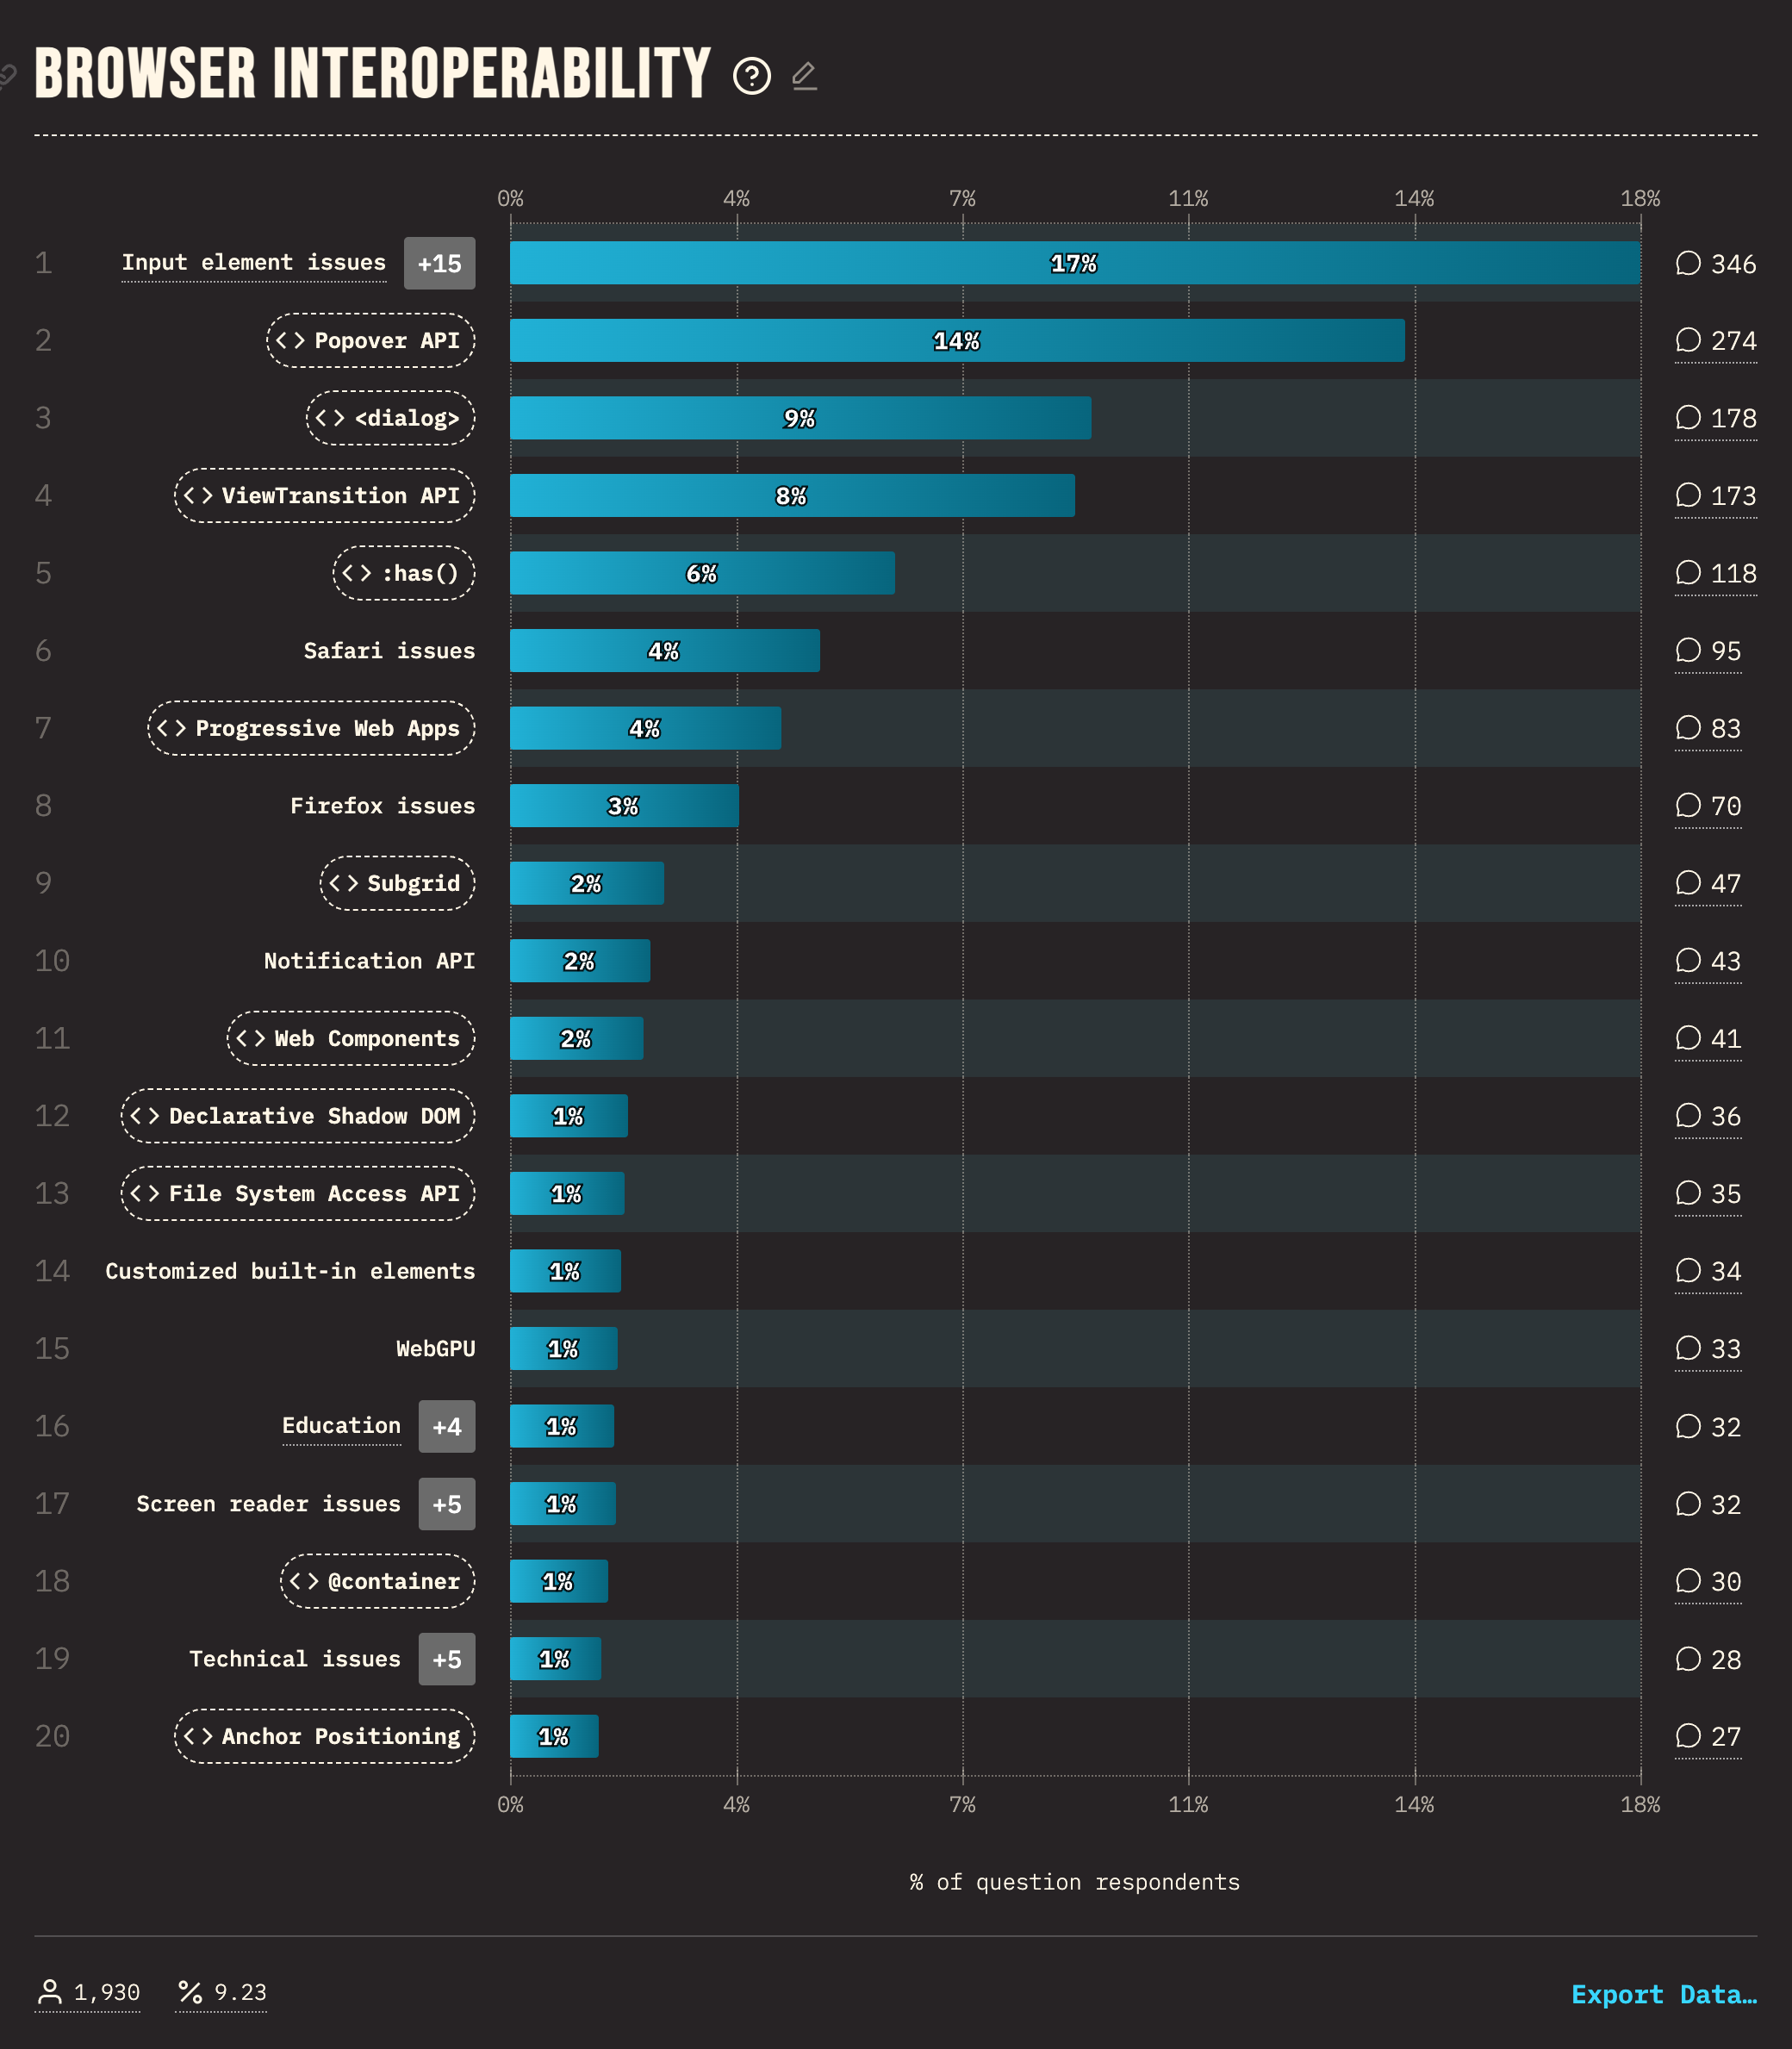 BROWSER INTEROPERABILITY
0% 4% 7% 11% 14% 18%
1 Input element issues +15 17% 346
2 <> Popover API 14% 274
3 <> <dialog> 9% 178
4 <> ViewTransition API 8% 173
5 <> :has() 6% 118
6 Safari issues 4% 95
7 <> Progressive Web Apps 4% 83
8 Firefox issues 3% 70
9 <> Subgrid 2% 47
10 Notification API 2% 43
11 <> Web Components 2% 41
12 <> Declarative Shadow DOM 1% 36
13 <> File System Access API 1% 35
14 Customized built-in elements 1% 34
15 WebGPU 1% 33
16 Education +4 1% 32
17 Screen reader issues +5 1% 32
18 <> @container 1% 30
19 Technical issues +5 1% 28
20 <> Anchor Positioning 1% 27
0% 4% 7% 11% 14% 18%
% of question respondents
1,930 % 9.23 Export Data…